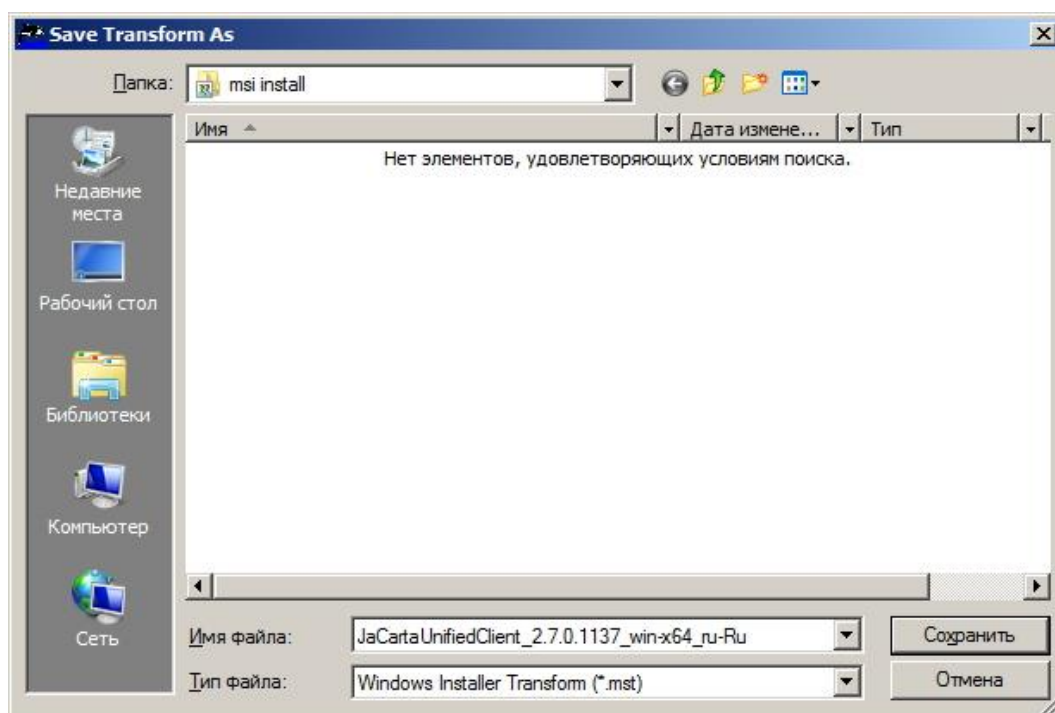 Save Transform As
Папка:
msi install
Имя
Дата измене...
Тип
Нет элементов, удовлетворяющих условиям поиска.
Недавние
места
Рабочий стол
Библиотеки
Компьютер
Сеть
Имя файла:
JaCartaUnifiedClient_2.7.0.1137_win-x64_ru-Ru
Сохранить
Тип файла:
Windows Installer Transform (*.mst)
Отмена